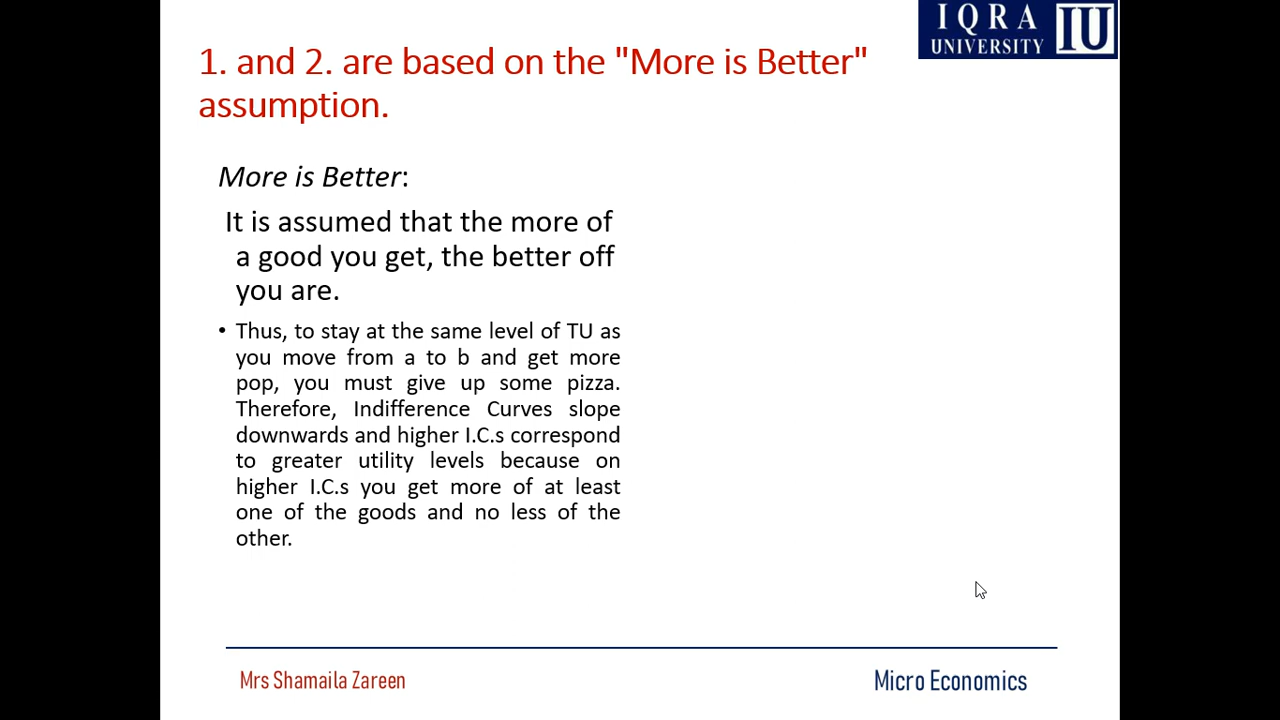 IQRA
UNIVERSITY IU
1. and 2. are based on the "More is Better"
assumption.
More is Better:
It is assumed that the more of
a good you get, the better off
you are.
• Thus, to stay at the same level of TU as
you move from a to b and get more
pop, you must give up some pizza.
Therefore, Indifference Curves slope
downwards and higher I.C.s correspond
to greater utility levels because on
higher I.C.s you get more of at least
one of the goods and no less of the
other.
Mrs Shamaila Zareen
Micro Economics